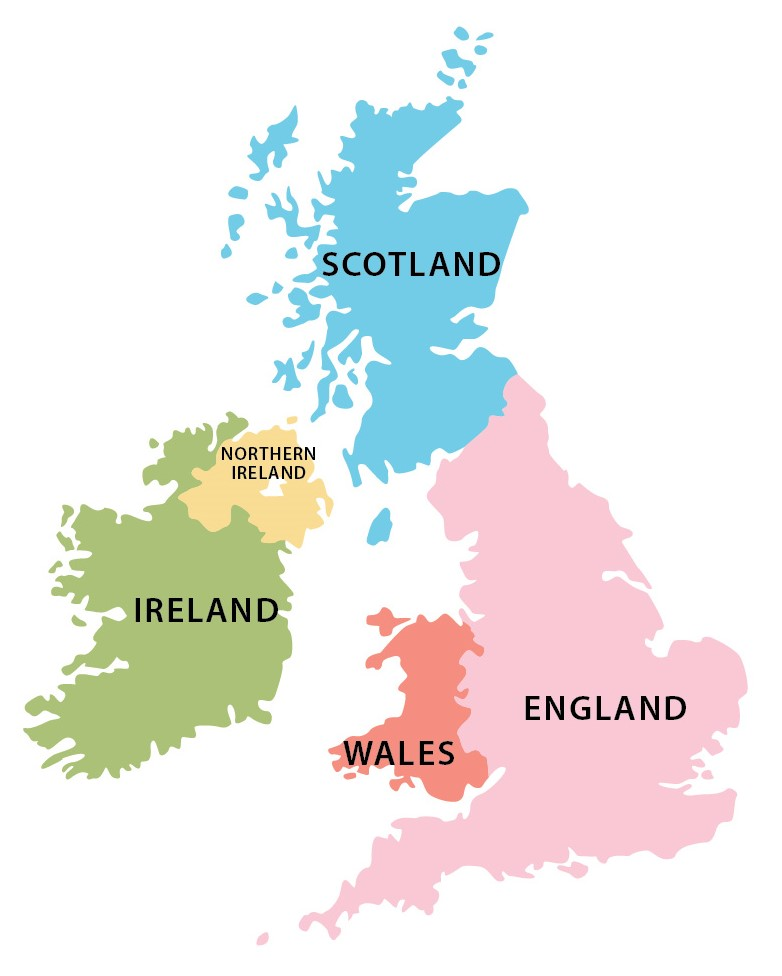 SCOTLAND
NORTHERN
IRELAND
IRELAND
ENGLAND
WALES